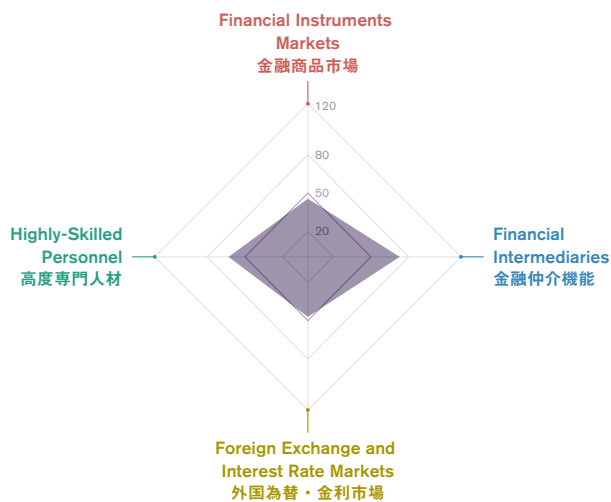 Financial Instruments
Markets
金融商品市場
120
80
50
20
Highly-Skilled
Personnel
高度専門人材
Financial
Intermediaries
金融仲介機能
Foreign Exchange and
Interest Rate Markets
外国為替・金利市場